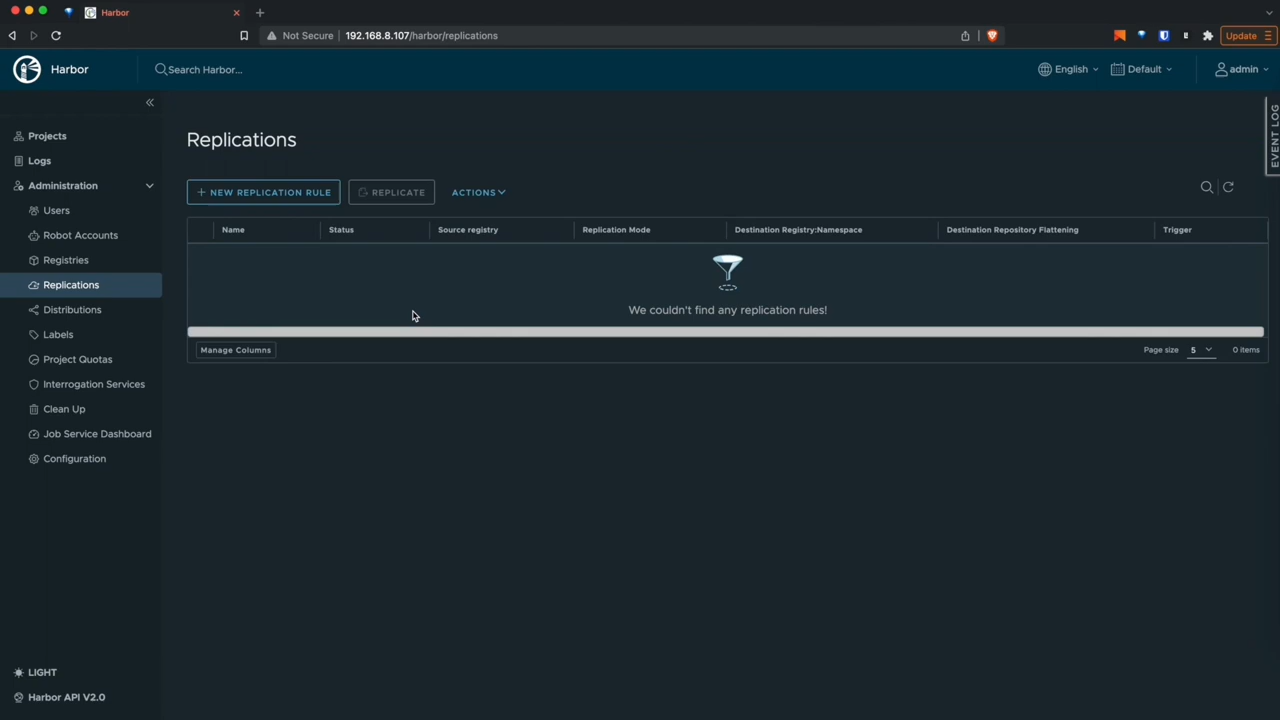 Harbor
Not Secure 192.168.8.107/harbor/replications
Update
Harbor
Search Harbor...
English
Default
admin
EVENT LOG
Projects
Logs
Administration
Users
Robot Accounts
Registries
Replications
Distributions
Labels
Project Quotas
Interrogation Services
Clean Up
Job Service Dashboard
Configuration
LIGHT
Harbor API V2.0
Replications
+ NEW REPLICATION RULE
REPLICATE
ACTIONS
Name Status Source registry Replication Mode Destination Registry:Namespace Destination Repository Flattening Trigger
We couldn't find any replication rules!
Manage Columns
Page size 5 0 items